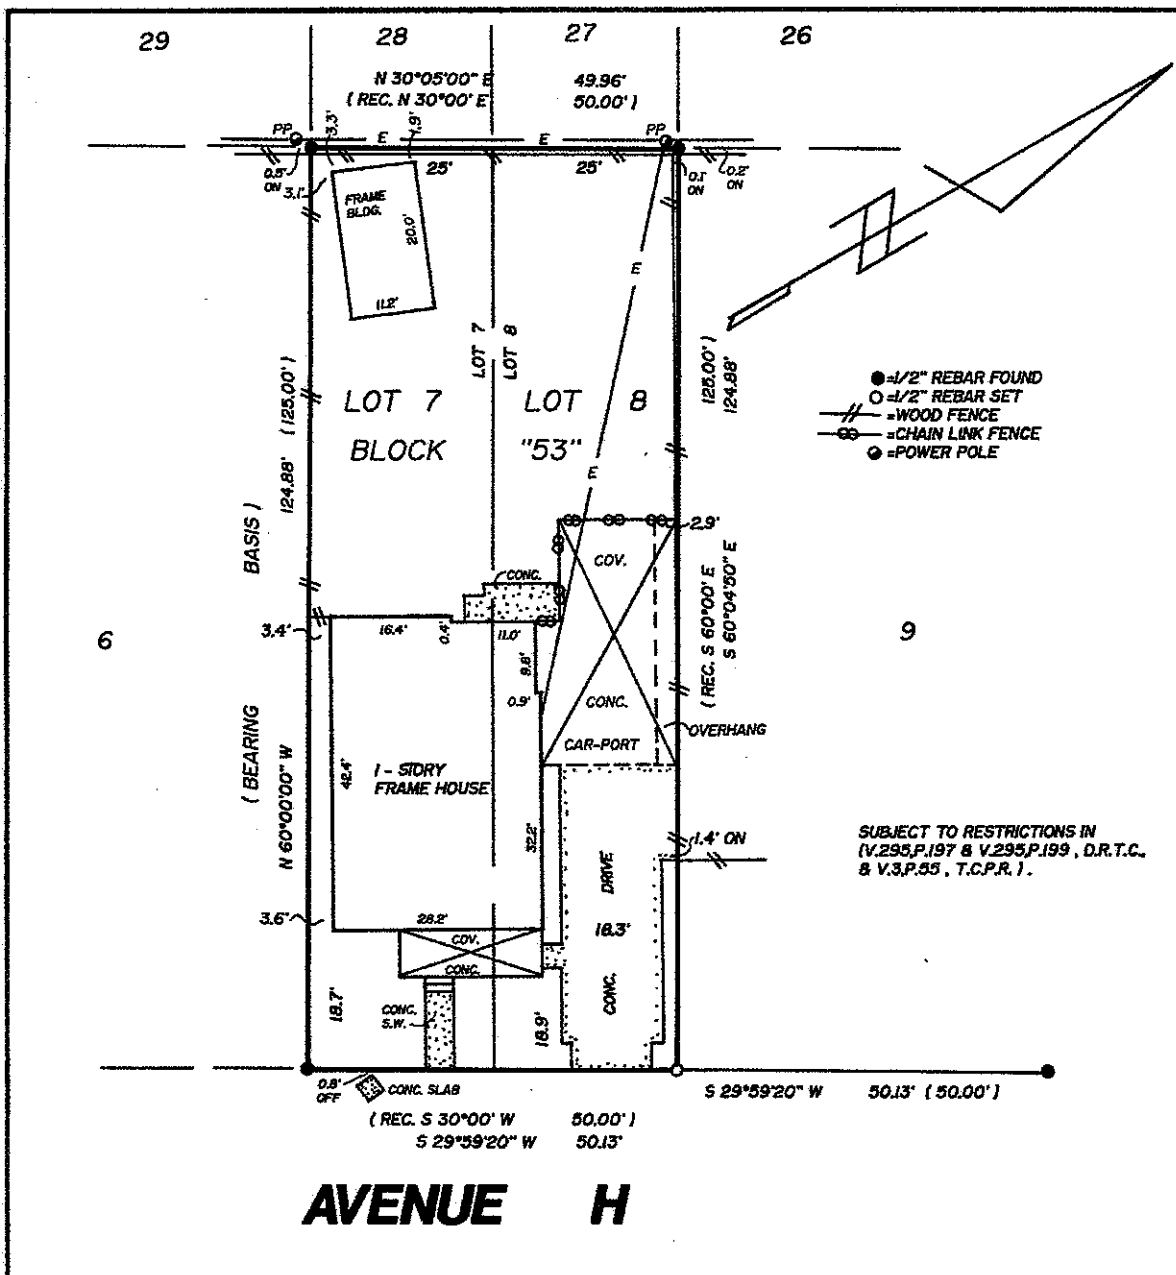 29 28 27 26
N 30°05'00" E 49.96'
( REC. N 30°00' E 50.00' )
PP
3.3'
E
1.9'
E
PP
0.5'
ON
3.1'
25'
25'
0.1'
ON
0.2'
ON
FRAME
BLDG.
20.0'
11.2'
E
LOT 7
LOT 8
124.88' ( 125.00' )
125.00' )
124.88'
LOT 7 LOT 8
BLOCK "53"
E
●=1/2" REBAR FOUND
○=1/2" REBAR SET
=WOOD FENCE
=CHAIN LINK FENCE
=POWER POLE
2.9'
COV.
CONC.
( BEARING BASIS )
N 60°00'00" W
( REC. S 60°00' E
S 60°04'50" E
6
9
3.4'
16.4'
0.4'
11.0'
9.8'
0.9'
CONC.
CAR-PORT
OVERHANG
42.4'
1 - STORY
FRAME HOUSE
32.2'
1.4' ON
SUBJECT TO RESTRICTIONS IN
(V.295,P.197 & V.295,P.199 , D.R.T.C.
& V.3,P.55 , T.C.P.R. ) .
DRIVE
18.3'
CONC.
3.6'
28.2'
COV.
CONC.
18.7'
CONC.
S.W.
18.9'
0.8'
OFF
CONC. SLAB
S 29°59'20" W 50.13' ( 50.00' )
( REC. S 30°00' W 50.00' )
S 29°59'20" W 50.13'
AVENUE H